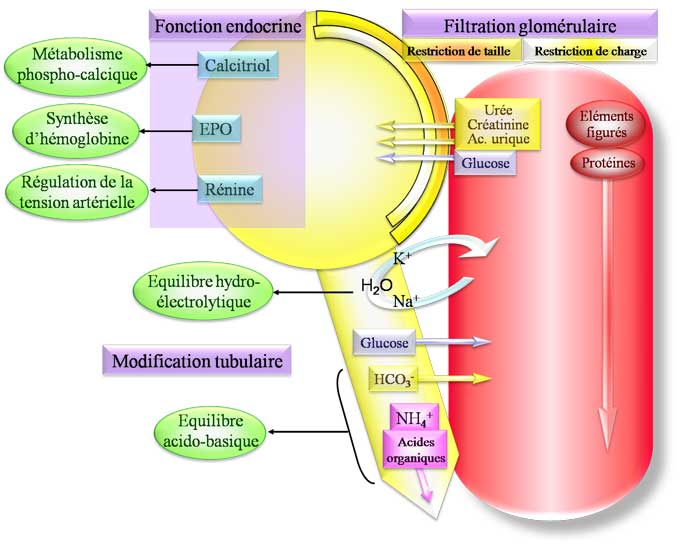 Fonction endocrine
Filtration glomérulaire
Restriction de taille
Restriction de charge
Métabolisme
phospho-calcique
Calcitriol
Synthèse
d’hémoglobine
EPO
Régulation de la
tension artérielle
Rénine
Urée
Créatinine
Ac. urique
Glucose
Eléments
figurés
Protéines
K⁺
H₂O
Na⁺
Equilibre hydro-
électrolytique
Glucose
Modification tubulaire
HCO₃⁻
NH₄⁺
Acides
organiques
Equilibre
acido-basique